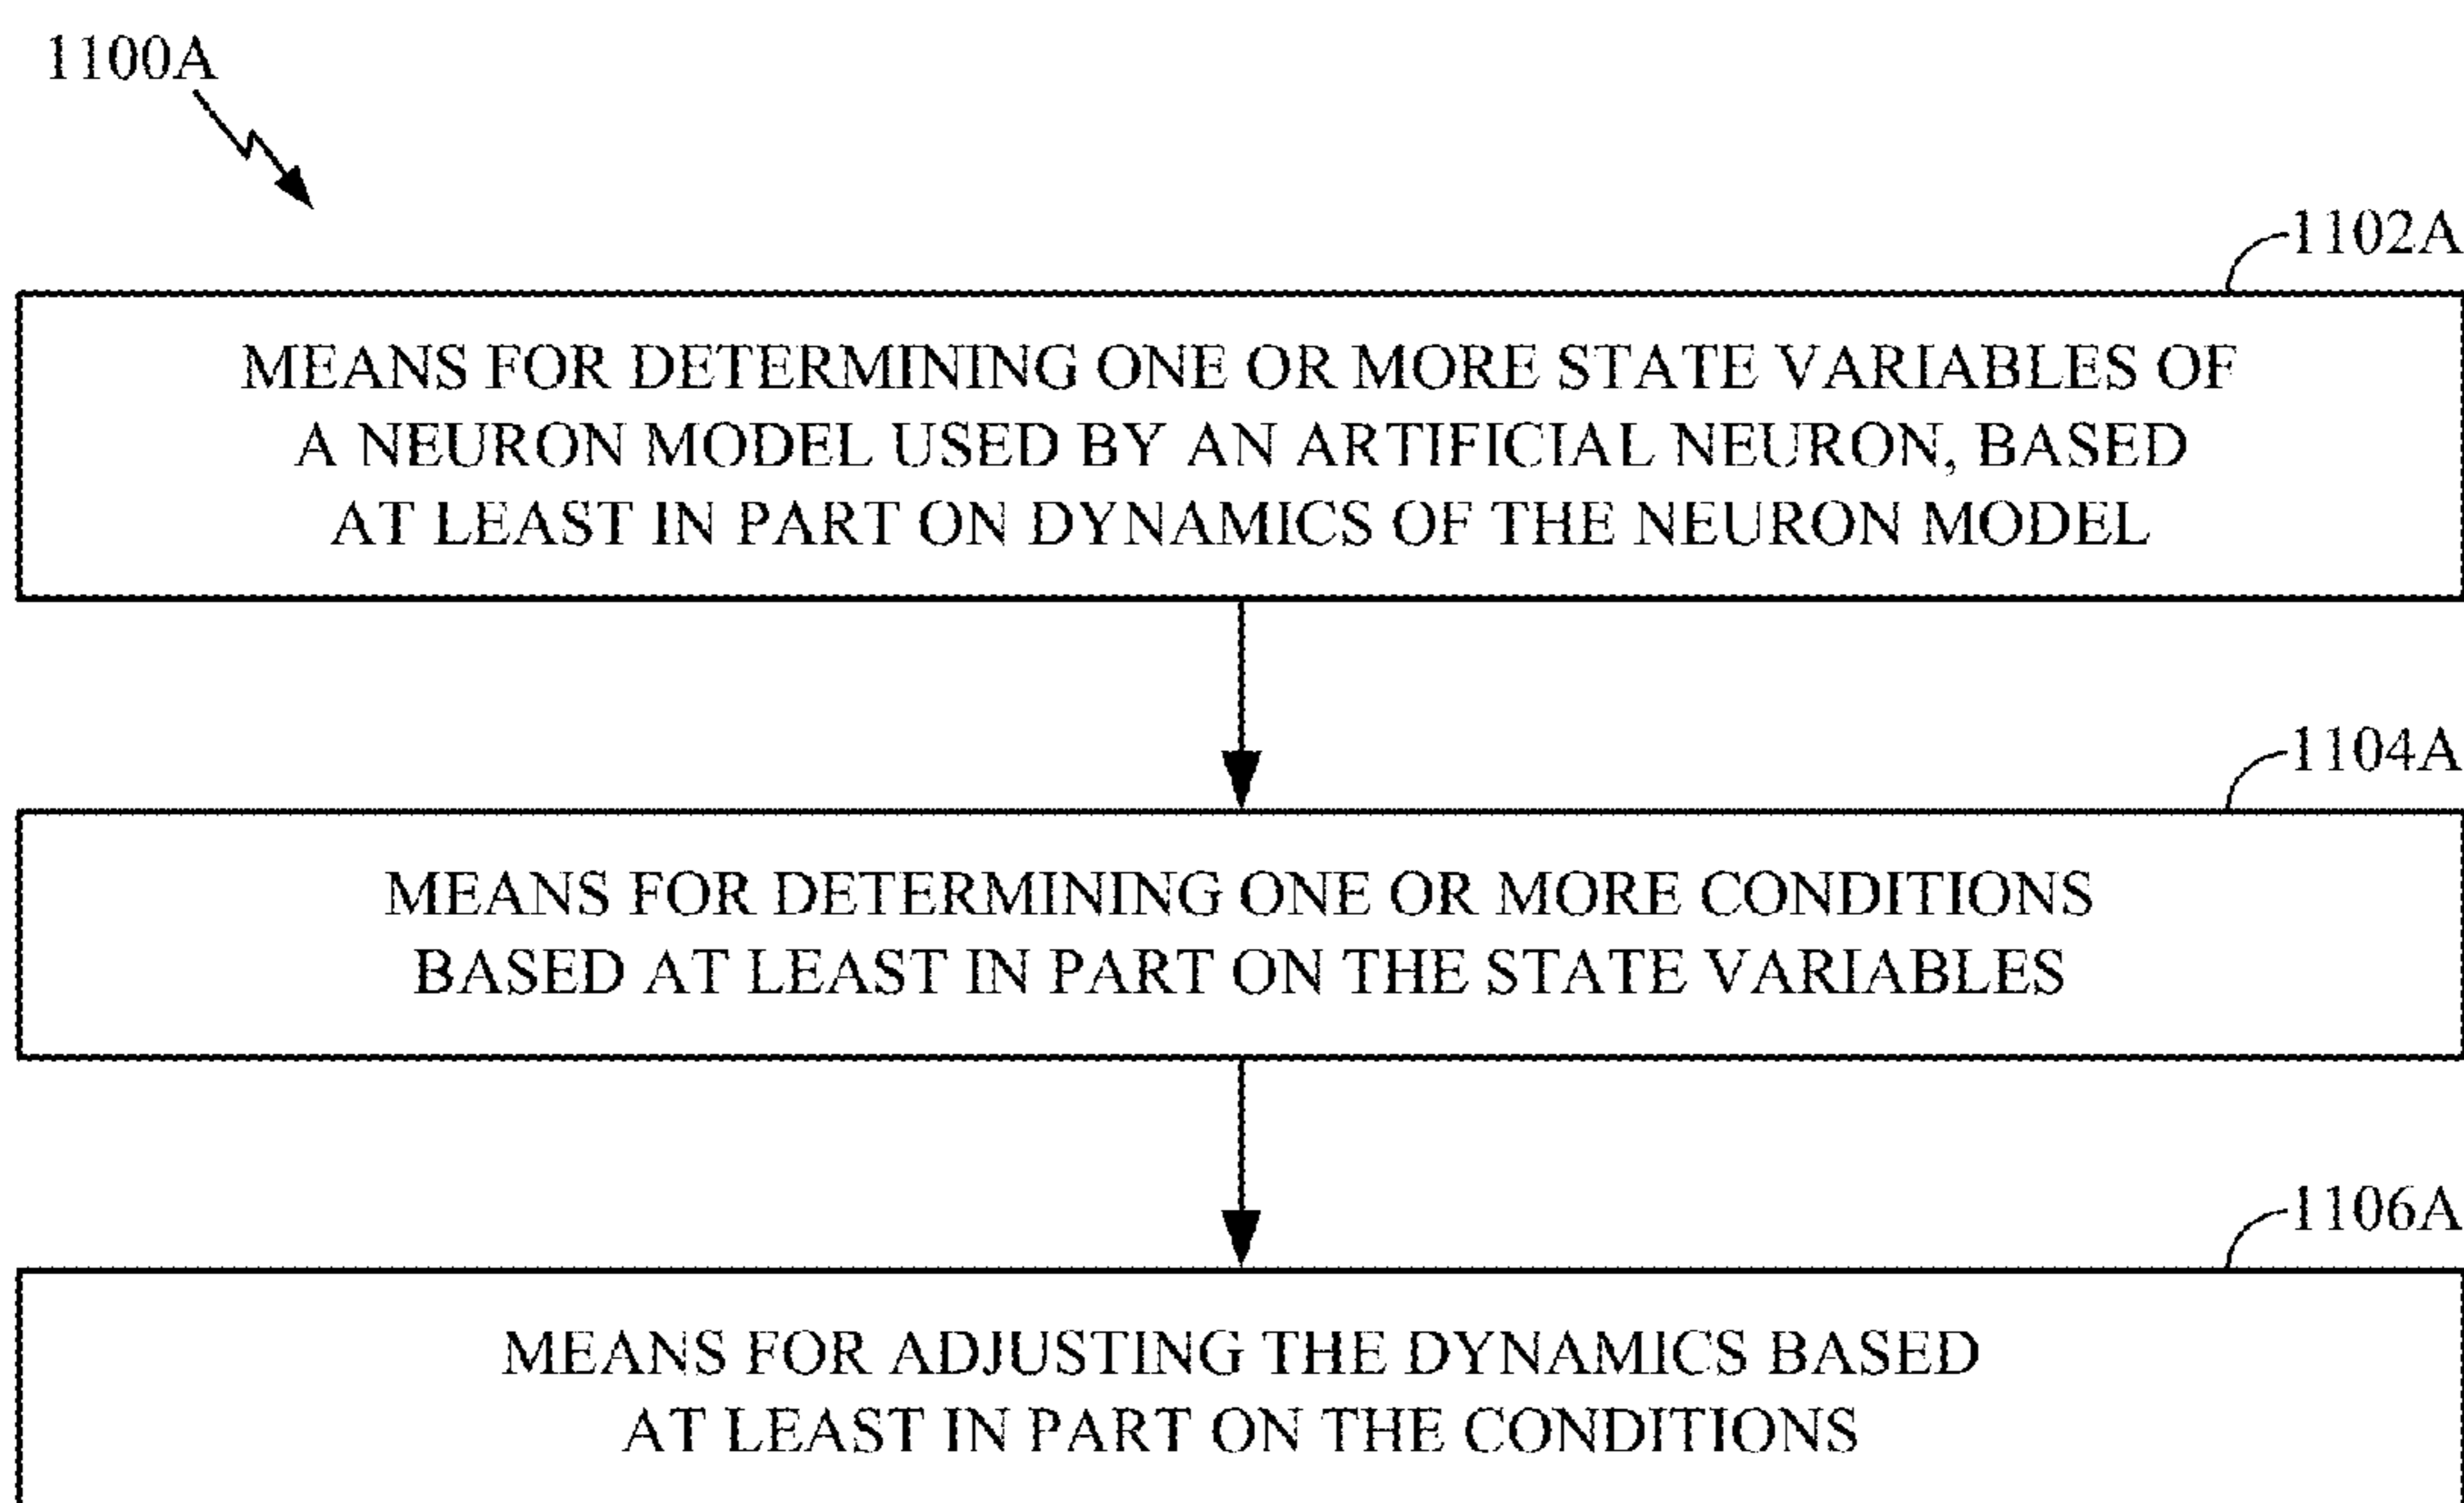 1100A
1102A
MEANS FOR DETERMINING ONE OR MORE STATE VARIABLES OF
A NEURON MODEL USED BY AN ARTIFICIAL NEURON, BASED
AT LEAST IN PART ON DYNAMICS OF THE NEURON MODEL
1104A
MEANS FOR DETERMINING ONE OR MORE CONDITIONS
BASED AT LEAST IN PART ON THE STATE VARIABLES
1106A
MEANS FOR ADJUSTING THE DYNAMICS BASED
AT LEAST IN PART ON THE CONDITIONS